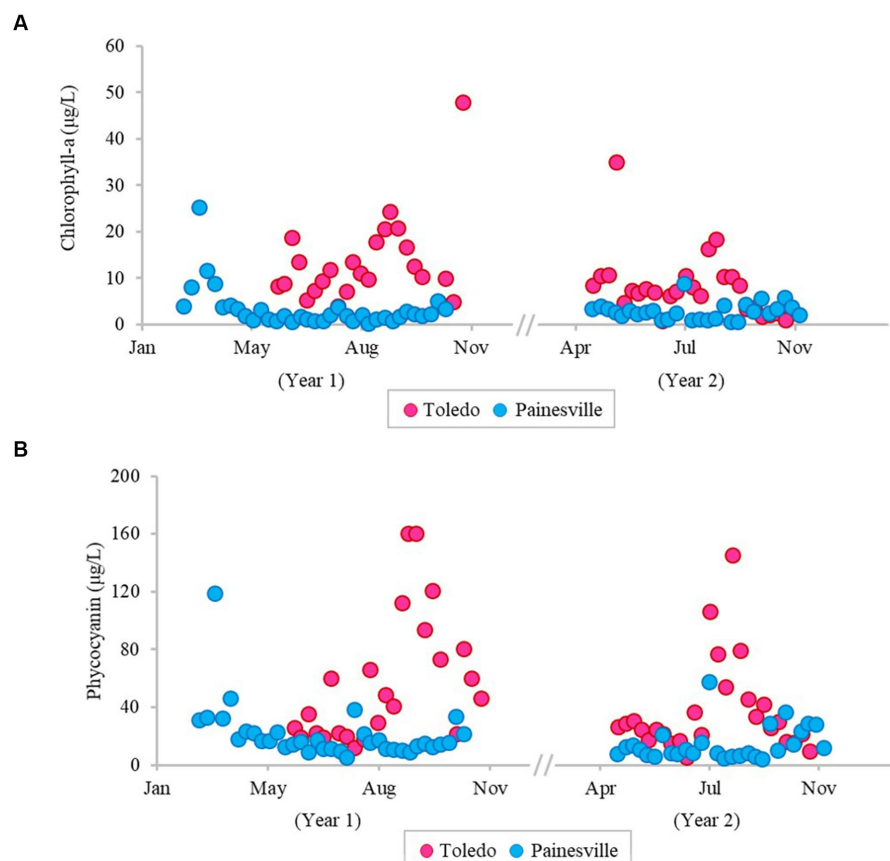 A
60
50
40
30
20
10
0
Chlorophyll-a (µg/L)
Jan May Aug Nov // Apr Jul Nov
(Year 1) (Year 2)
Toledo Painesville
B
200
160
120
80
40
0
Phycocyanin (µg/L)
Jan May Aug Nov // Apr Jul Nov
(Year 1) (Year 2)
Toledo Painesville